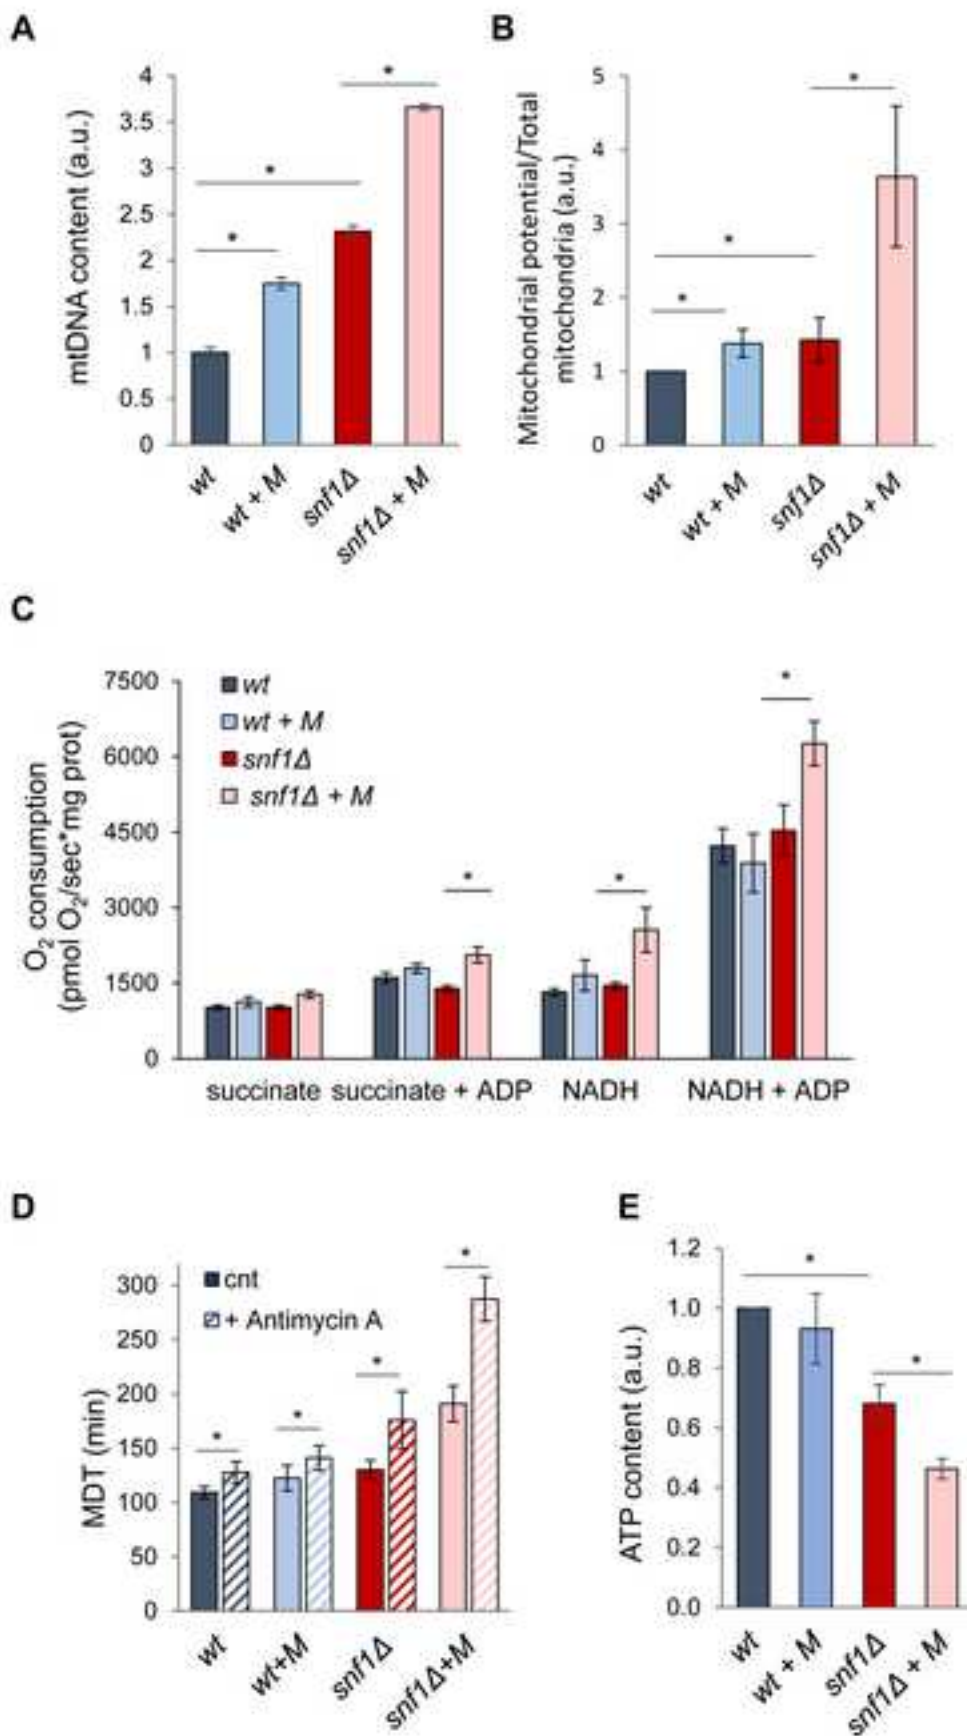 A
mtDNA content (a.u.)
4
3.5
3
2.5
2
1.5
1
0.5
0
*
*
*
wt
wt + M
snf1Δ
snf1Δ + M
B
Mitochondrial potential/Total
mitochondria (a.u.)
5
4
3
2
1
0
*
*
*
wt
wt + M
snf1Δ
snf1Δ + M
C
O₂ consumption
(pmol O₂/sec*mg prot)
7500
6000
4500
3000
1500
0
wt
wt + M
snf1Δ
snf1Δ + M
*
*
*
succinate
succinate + ADP
NADH
NADH + ADP
D
MDT (min)
300
250
200
150
100
50
0
cnt
+ Antimycin A
*
*
*
*
wt
wt+M
snf1Δ
snf1Δ+M
E
ATP content (a.u.)
1.2
1.0
0.8
0.6
0.4
0.2
0.0
*
*
wt
wt + M
snf1Δ
snf1Δ + M